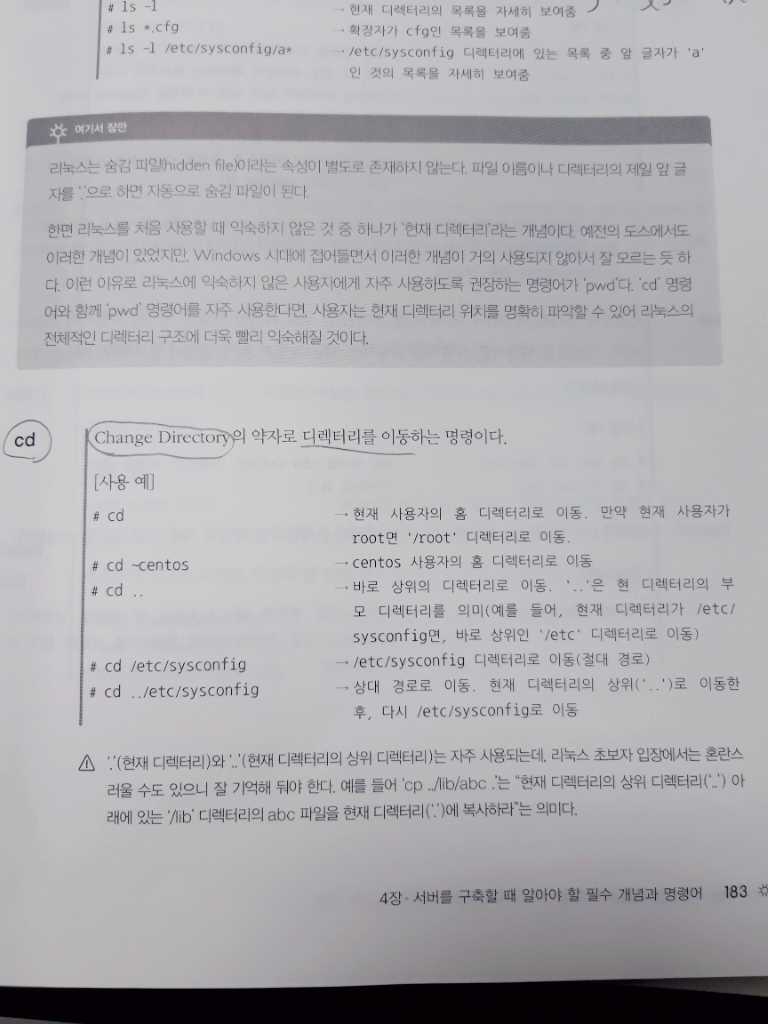 # ls -l → 현재 디렉터리의 목록을 자세히 보여줌
# ls *.cfg → 확장자가 cfg인 목록을 보여줌
# ls -l /etc/sysconfig/a* → /etc/sysconfig 디렉터리에 있는 목록 중 앞 글자가 'a'
인 것의 목록을 자세히 보여줌
여기서 잠깐
리눅스는 숨김 파일(hidden file)이라는 속성이 별도로 존재하지 않는다. 파일 이름이나 디렉터리의 제일 앞 글
자를 '.'으로 하면 자동으로 숨김 파일이 된다.
한편 리눅스를 처음 사용할 때 익숙하지 않은 것 중 하나가 '현재 디렉터리'라는 개념이다. 예전의 도스에서도
이러한 개념이 있었지만, Windows 시대에 접어들면서 이러한 개념이 거의 사용되지 않아서 잘 모르는 듯 하
다. 이런 이유로 리눅스에 익숙하지 않은 사용자에게 자주 사용하도록 권장하는 명령어가 'pwd'다. 'cd' 명령
어와 함께 'pwd' 명령어를 자주 사용한다면, 사용자는 현재 디렉터리 위치를 명확히 파악할 수 있어 리눅스의
전체적인 디렉터리 구조에 더욱 빨리 익숙해질 것이다.
cd Change Directory의 약자로 디렉터리를 이동하는 명령이다.
[사용 예]
# cd → 현재 사용자의 홈 디렉터리로 이동. 만약 현재 사용자가
root면 '/root' 디렉터리로 이동.
# cd ~centos → centos 사용자의 홈 디렉터리로 이동
# cd .. → 바로 상위의 디렉터리로 이동. '..'은 현 디렉터리의 부
모 디렉터리를 의미(예를 들어, 현재 디렉터리가 /etc/
sysconfig면, 바로 상위인 '/etc' 디렉터리로 이동)
# cd /etc/sysconfig → /etc/sysconfig 디렉터리로 이동(절대 경로)
# cd ../etc/sysconfig → 상대 경로로 이동. 현재 디렉터리의 상위('..')로 이동한
후, 다시 /etc/sysconfig로 이동
'.'(현재 디렉터리)와 '..'(현재 디렉터리의 상위 디렉터리)는 자주 사용되는데, 리눅스 초보자 입장에서는 혼란스
러울 수도 있으니 잘 기억해 둬야 한다. 예를 들어 'cp ../lib/abc .'는 "현재 디렉터리의 상위 디렉터리('..') 아
래에 있는 '/lib' 디렉터리의 abc 파일을 현재 디렉터리('.')에 복사하라"는 의미다.
4장 · 서버를 구축할 때 알아야 할 필수 개념과 명령어 183